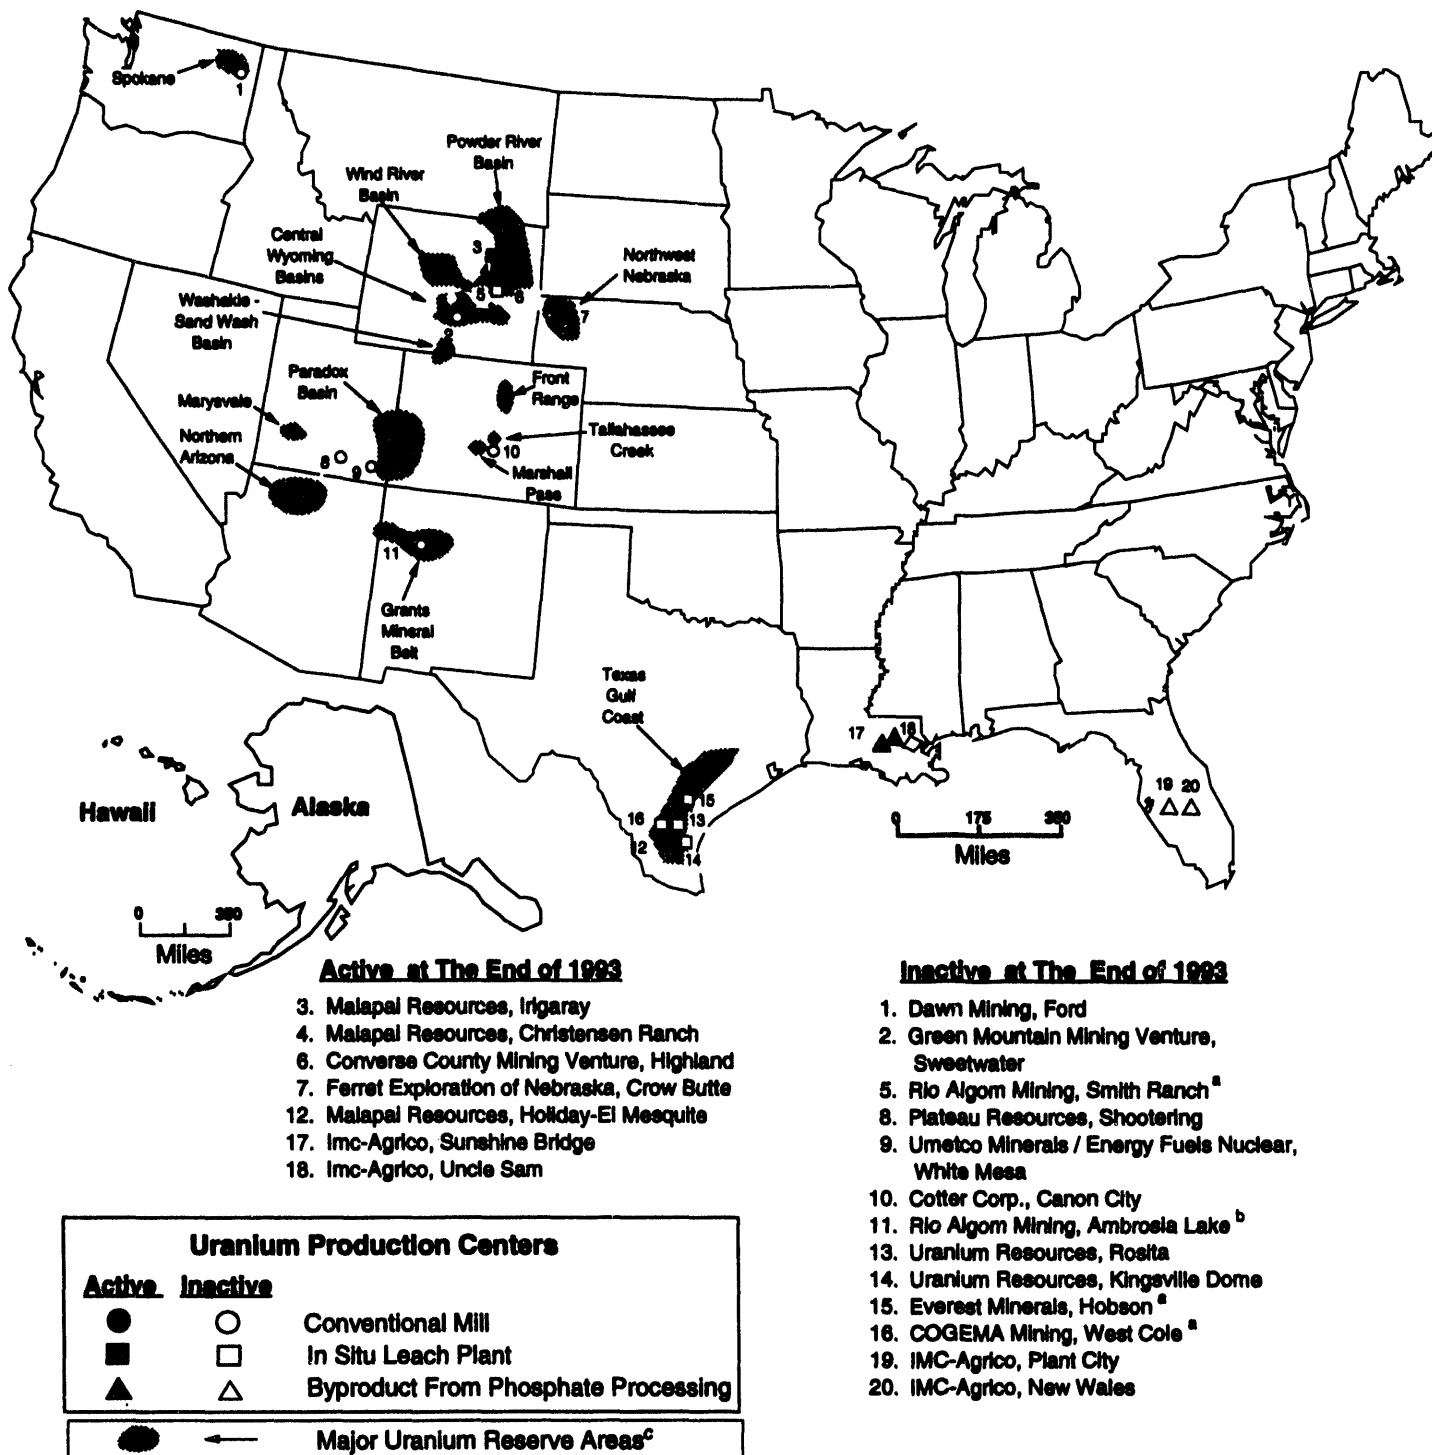 Spokane
1
Powder River
Basin
Wind River
Basin
3
Central
Wyoming
Basins
Northwest
Nebraska
5
6
7
Washakie -
Sand Wash
Basin
2
Paradox
Basin
Front
Range
Marysvale
Northern
Arizona
8
9
10
Tallahassee
Creek
Marshall
Pass
11
Grants
Mineral
Belt
Texas
Gulf
Coast
17
18
19
20
15
16
13
12
14
Hawaii
Alaska
0
175
350
Miles
0
350
Miles
Active at The End of 1993
3. Malapai Resources, Irigaray
4. Malapai Resources, Christensen Ranch
6. Converse County Mining Venture, Highland
7. Ferret Exploration of Nebraska, Crow Butte
12. Malapai Resources, Holiday-El Mesquite
17. Imc-Agrico, Sunshine Bridge
18. Imc-Agrico, Uncle Sam
Inactive at The End of 1993
1. Dawn Mining, Ford
2. Green Mountain Mining Venture,
Sweetwater
5. Rio Algom Mining, Smith Ranch a
8. Plateau Resources, Shootering
9. Umetco Minerals / Energy Fuels Nuclear,
White Mesa
10. Cotter Corp., Canon City
11. Rio Algom Mining, Ambrosia Lake b
13. Uranium Resources, Rosita
14. Uranium Resources, Kingsville Dome
15. Everest Minerals, Hobson a
16. COGEMA Mining, West Cole a
19. IMC-Agrico, Plant City
20. IMC-Agrico, New Wales
Uranium Production Centers
Active Inactive
Conventional Mill
In Situ Leach Plant
Byproduct From Phosphate Processing
Major Uranium Reserve Areas c